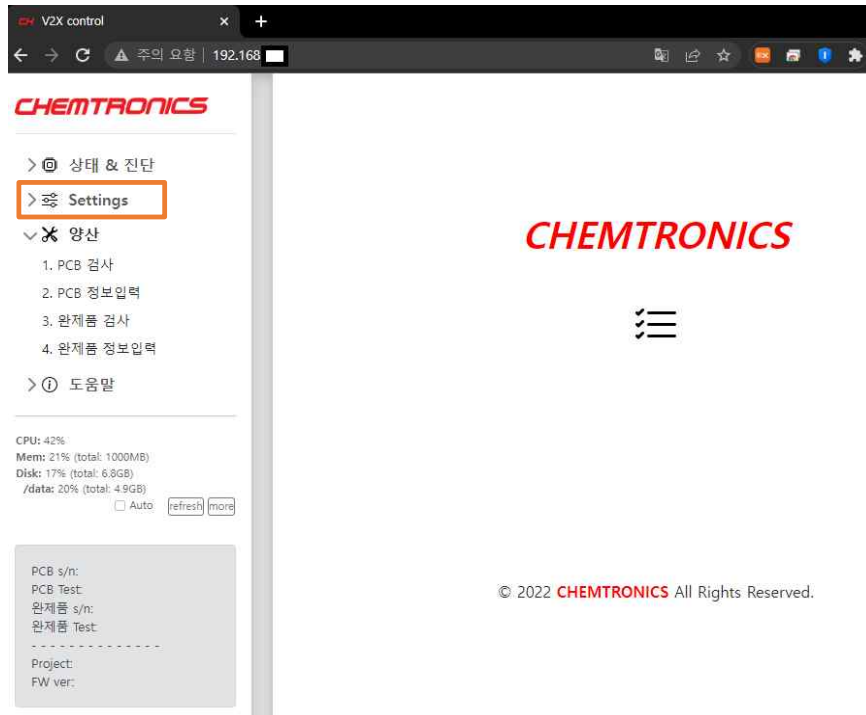 V2X control
주의 요함 192.168
CHEMTRONICS
상태 & 진단
Settings
양산
1. PCB 검사
2. PCB 정보입력
3. 완제품 검사
4. 완제품 정보입력
도움말
CPU: 42%
Mem: 21% (total: 1000MB)
Disk: 17% (total: 6.8GB)
/data: 20% (total: 4.9GB)
Auto refresh more
PCB s/n:
PCB Test:
완제품 s/n:
완제품 Test:
- - - - - - - - - - - - - -
Project:
FW ver:
CHEMTRONICS
© 2022 CHEMTRONICS All Rights Reserved.